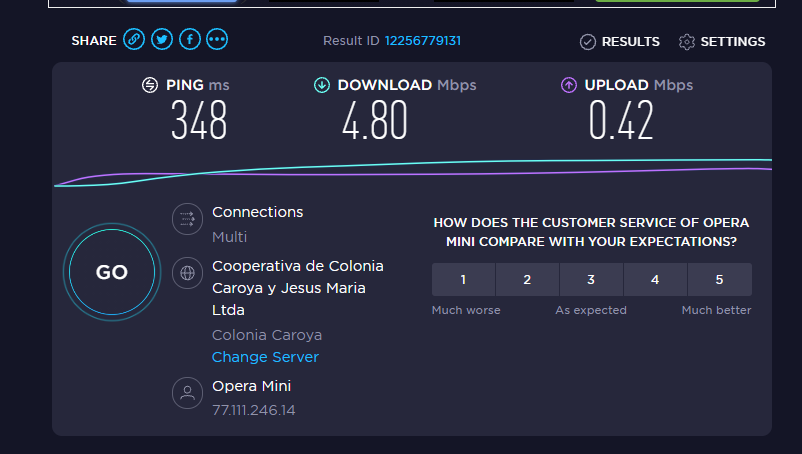 SHARE
Result ID 12256779131
RESULTS
SETTINGS
PING ms
348
DOWNLOAD Mbps
4.80
UPLOAD Mbps
0.42
GO
Connections
Multi
Cooperativa de Colonia
Caroya y Jesus Maria
Ltda
Colonia Caroya
Change Server
Opera Mini
77.111.246.14
HOW DOES THE CUSTOMER SERVICE OF OPERA
MINI COMPARE WITH YOUR EXPECTATIONS?
1 2 3 4 5
Much worse As expected Much better